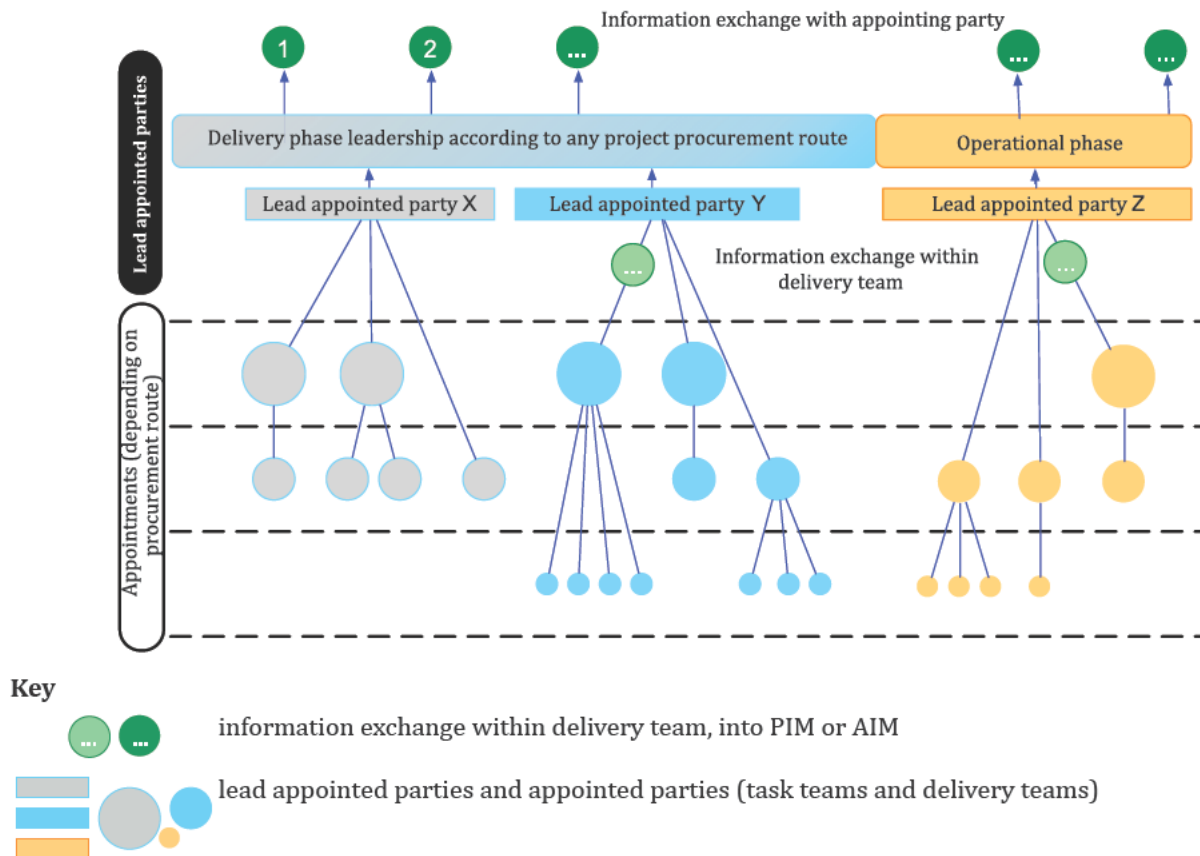 Information exchange with appointing party
1
2
...
...
...
Lead appointed parties
Delivery phase leadership according to any project procurement route
Operational phase
Lead appointed party X
Lead appointed party Y
Lead appointed party Z
...
Information exchange within
delivery team
...
Appointments (depending on
procurement route)
Key
...
...
information exchange within delivery team, into PIM or AIM
lead appointed parties and appointed parties (task teams and delivery teams)